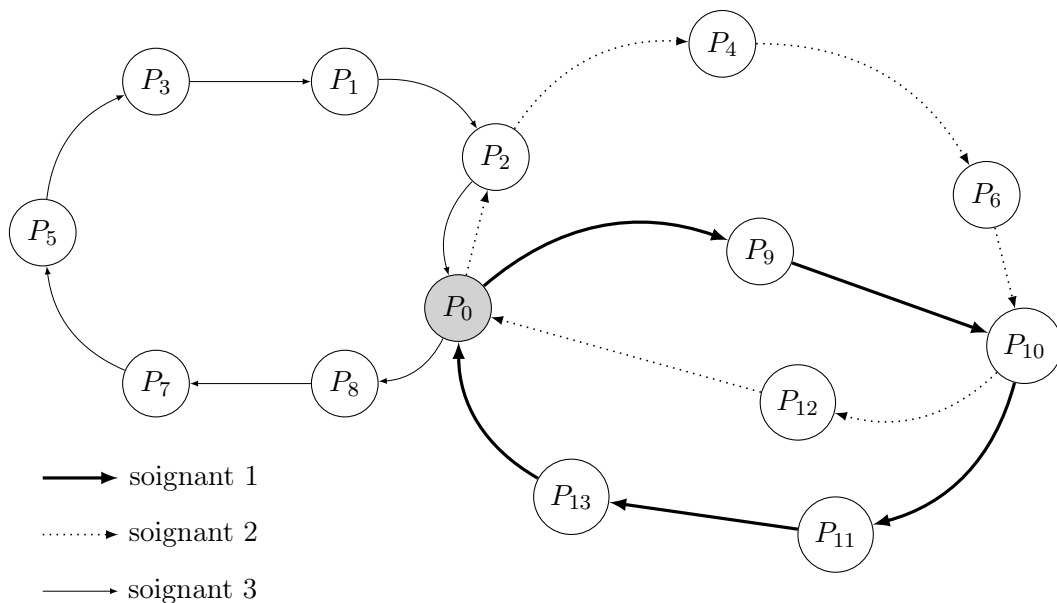 P4
P3
P1
P2
P6
P5
P9
P0
P10
P7
P8
P12
soignant 1
P13
P11
soignant 2
soignant 3